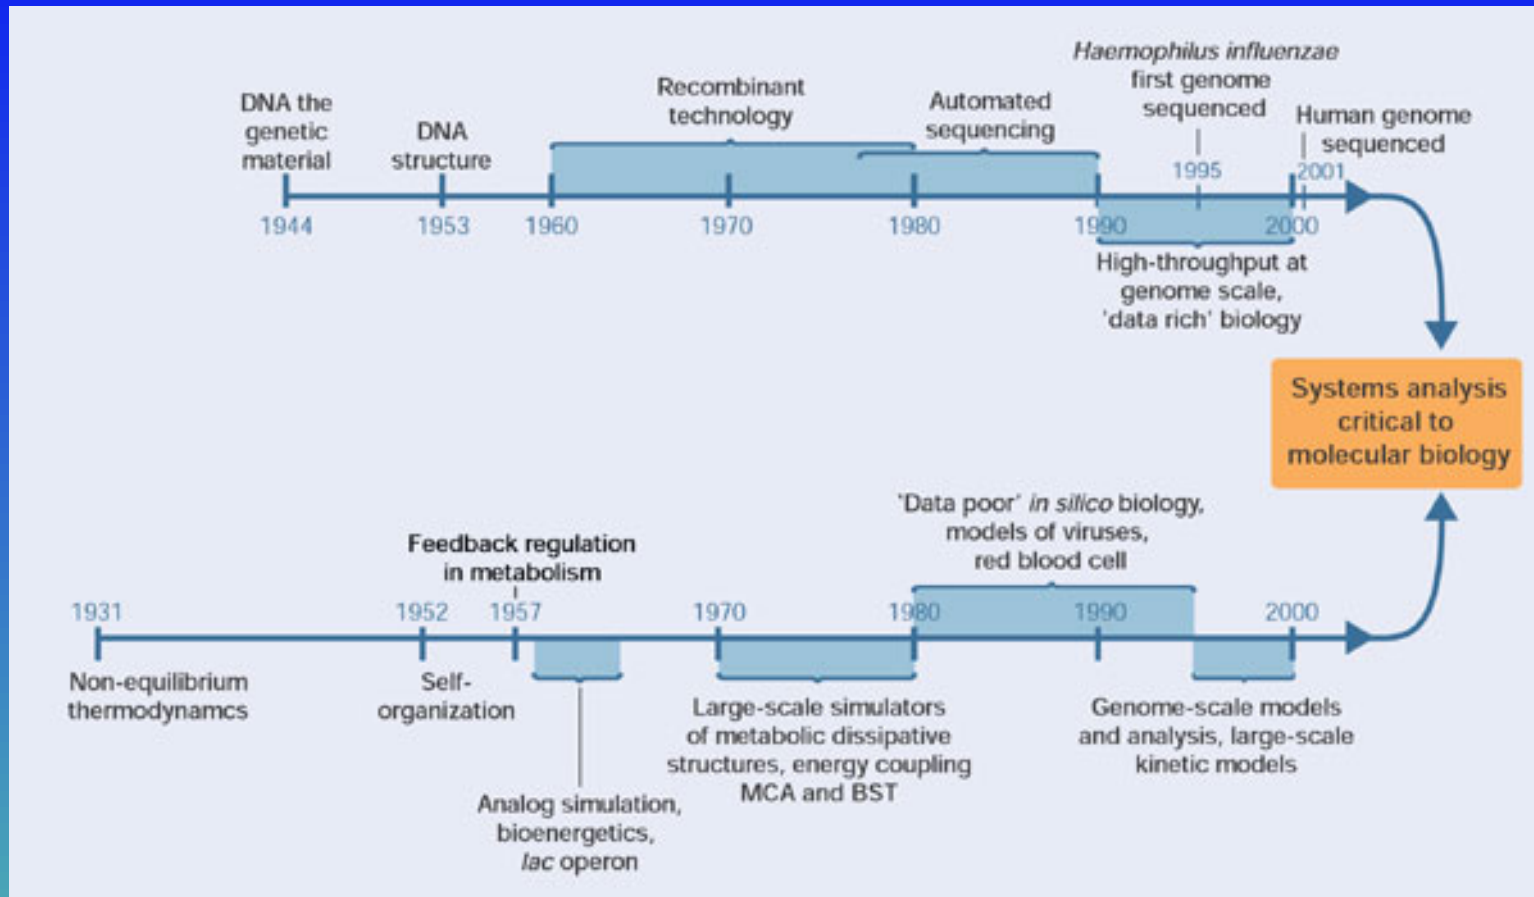 DNA the
genetic
material
DNA
structure
Recombinant
technology
Automated
sequencing
Haemophilus influenzae
first genome
sequenced
Human genome
sequenced
1995
2001
1944
1953
1960
1970
1980
1990
2000
High-throughput at
genome scale,
'data rich' biology
Systems analysis
critical to
molecular biology
'Data poor' in silico biology,
models of viruses,
red blood cell
Feedback regulation
in metabolism
1931
1952
1957
1970
1980
1990
2000
Non-equilibrium
thermodynamcs
Self-
organization
Large-scale simulators
of metabolic dissipative
structures, energy coupling
MCA and BST
Genome-scale models
and analysis, large-scale
kinetic models
Analog simulation,
bioenergetics,
lac operon